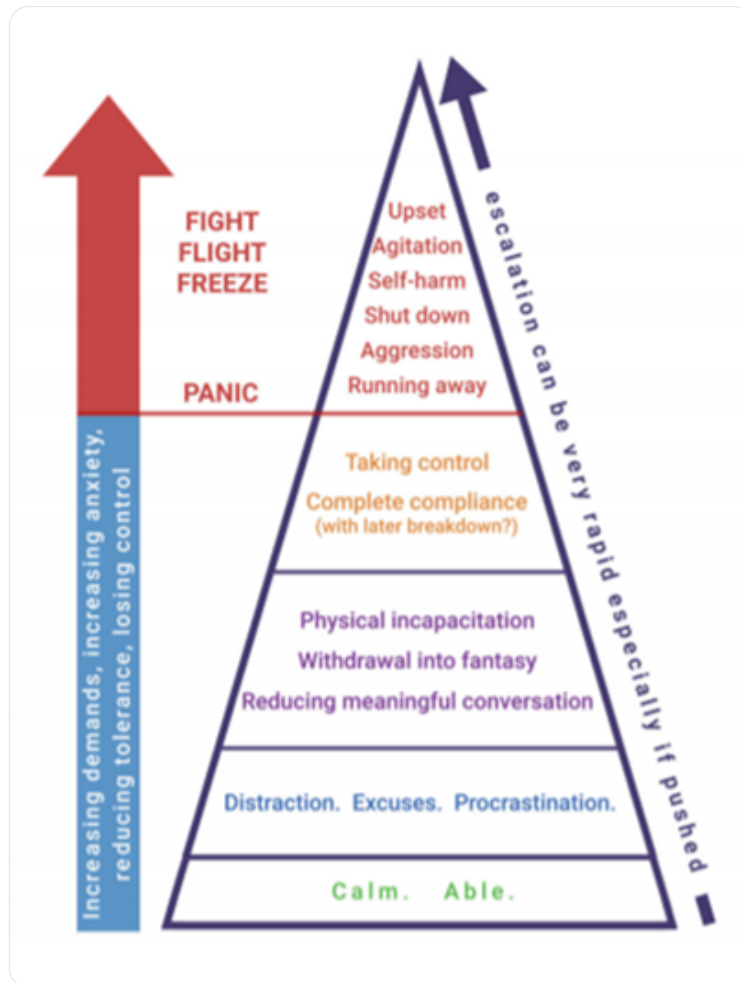 FIGHT
FLIGHT
FREEZE
PANIC
Increasing demands, increasing anxiety,
reducing tolerance, losing control
Upset
Agitation
Self-harm
Shut down
Aggression
Running away
Taking control
Complete compliance
(with later breakdown?)
Physical incapacitation
Withdrawal into fantasy
Reducing meaningful conversation
Distraction. Excuses. Procrastination.
Calm. Able.
escalation can be very rapid especially if pushed